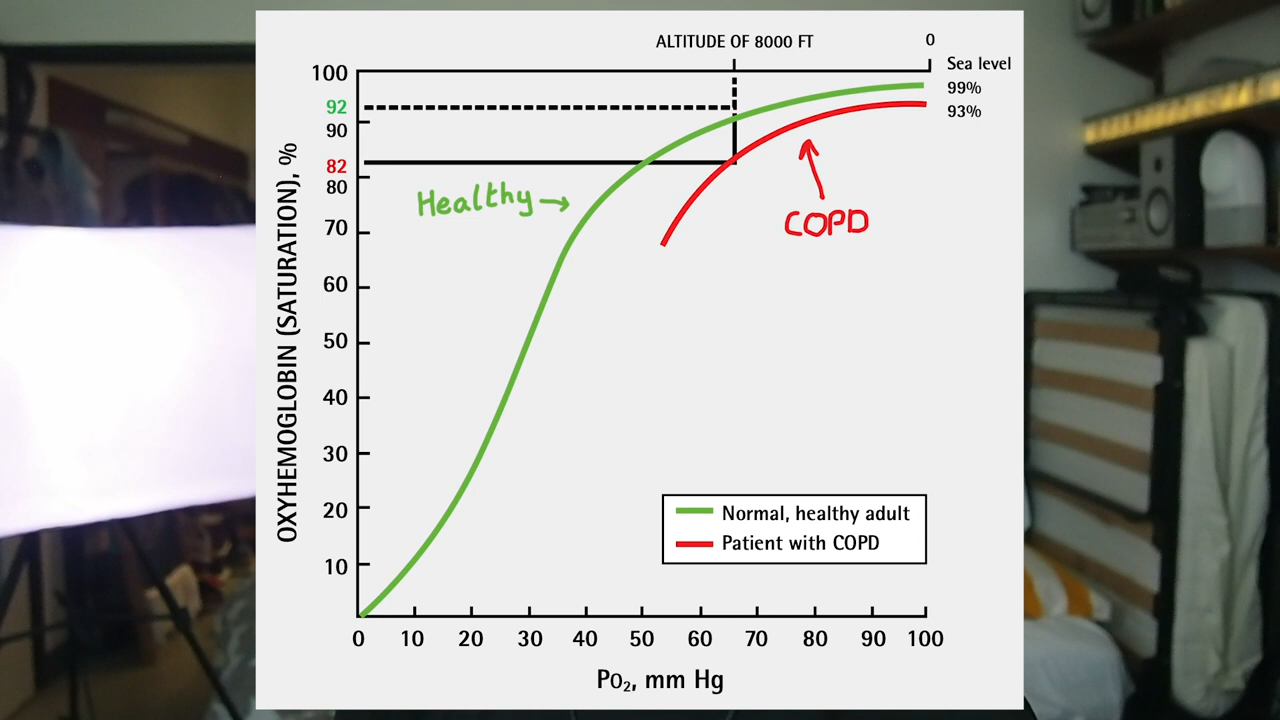 ALTITUDE OF 8000 FT
0
Sea level
99%
93%
100
92
90
82
80
70
60
50
40
30
20
10
OXYHEMOGLOBIN (SATURATION), %
Healthy
COPD
Normal, healthy adult
Patient with COPD
0 10 20 30 40 50 60 70 80 90 100
PO₂, mm Hg